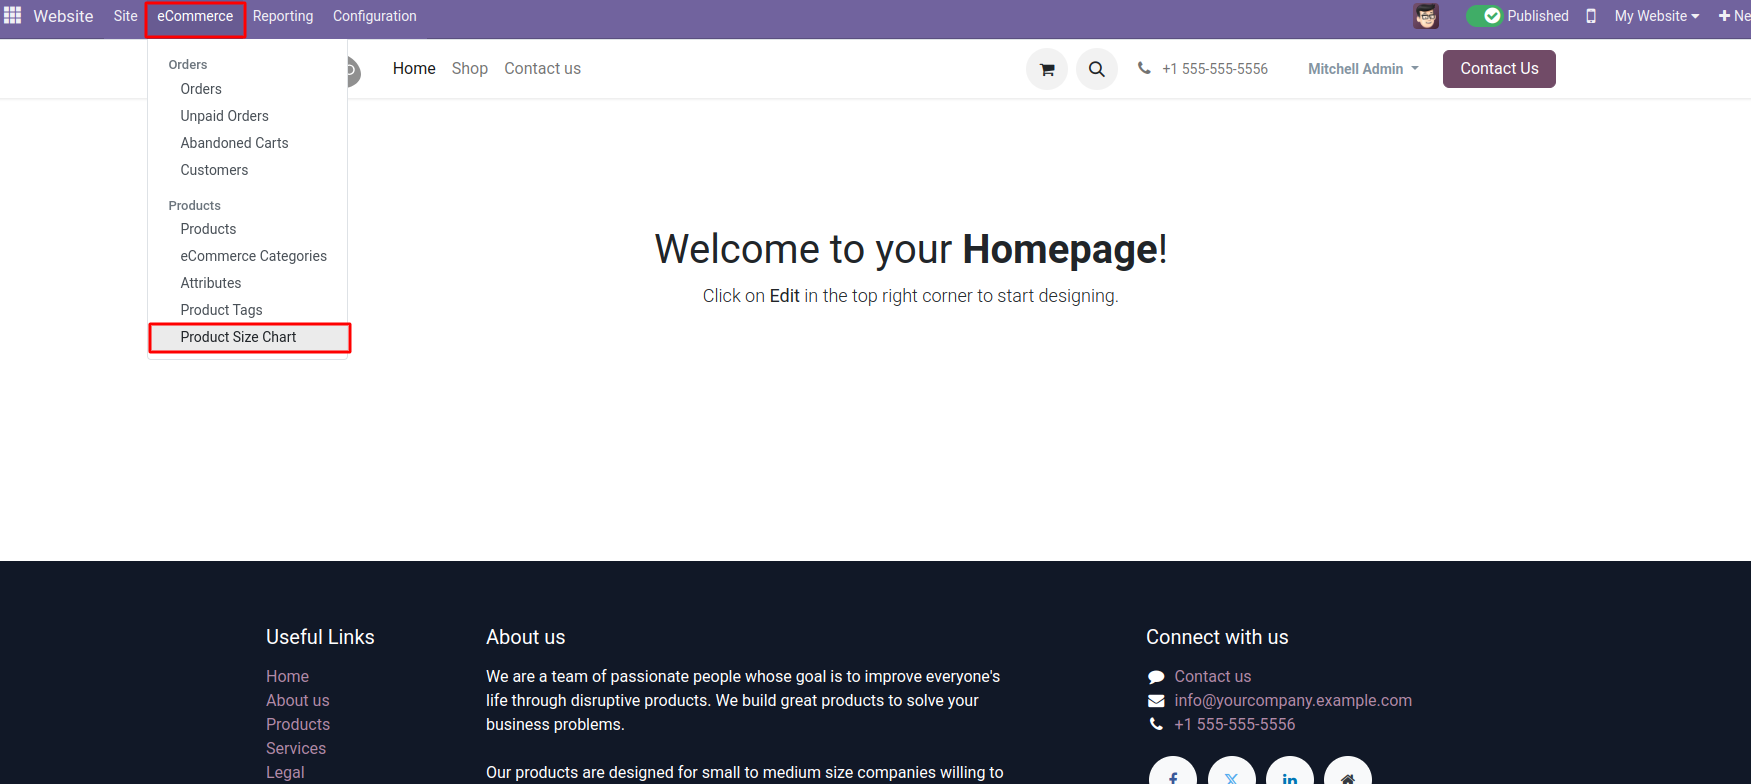 Website Site eCommerce Reporting Configuration Published My Website Ne
Home Shop Contact us +1 555-555-5556 Mitchell Admin Contact Us
Orders
Orders
Unpaid Orders
Abandoned Carts
Customers
Products
Products
eCommerce Categories
Attributes
Product Tags
Product Size Chart
Welcome to your Homepage!
Click on Edit in the top right corner to start designing.
Useful Links
Home
About us
Products
Services
Legal
About us
We are a team of passionate people whose goal is to improve everyone's
life through disruptive products. We build great products to solve your
business problems.
Our products are designed for small to medium size companies willing to
Connect with us
Contact us
info@yourcompany.example.com
+1 555-555-5556